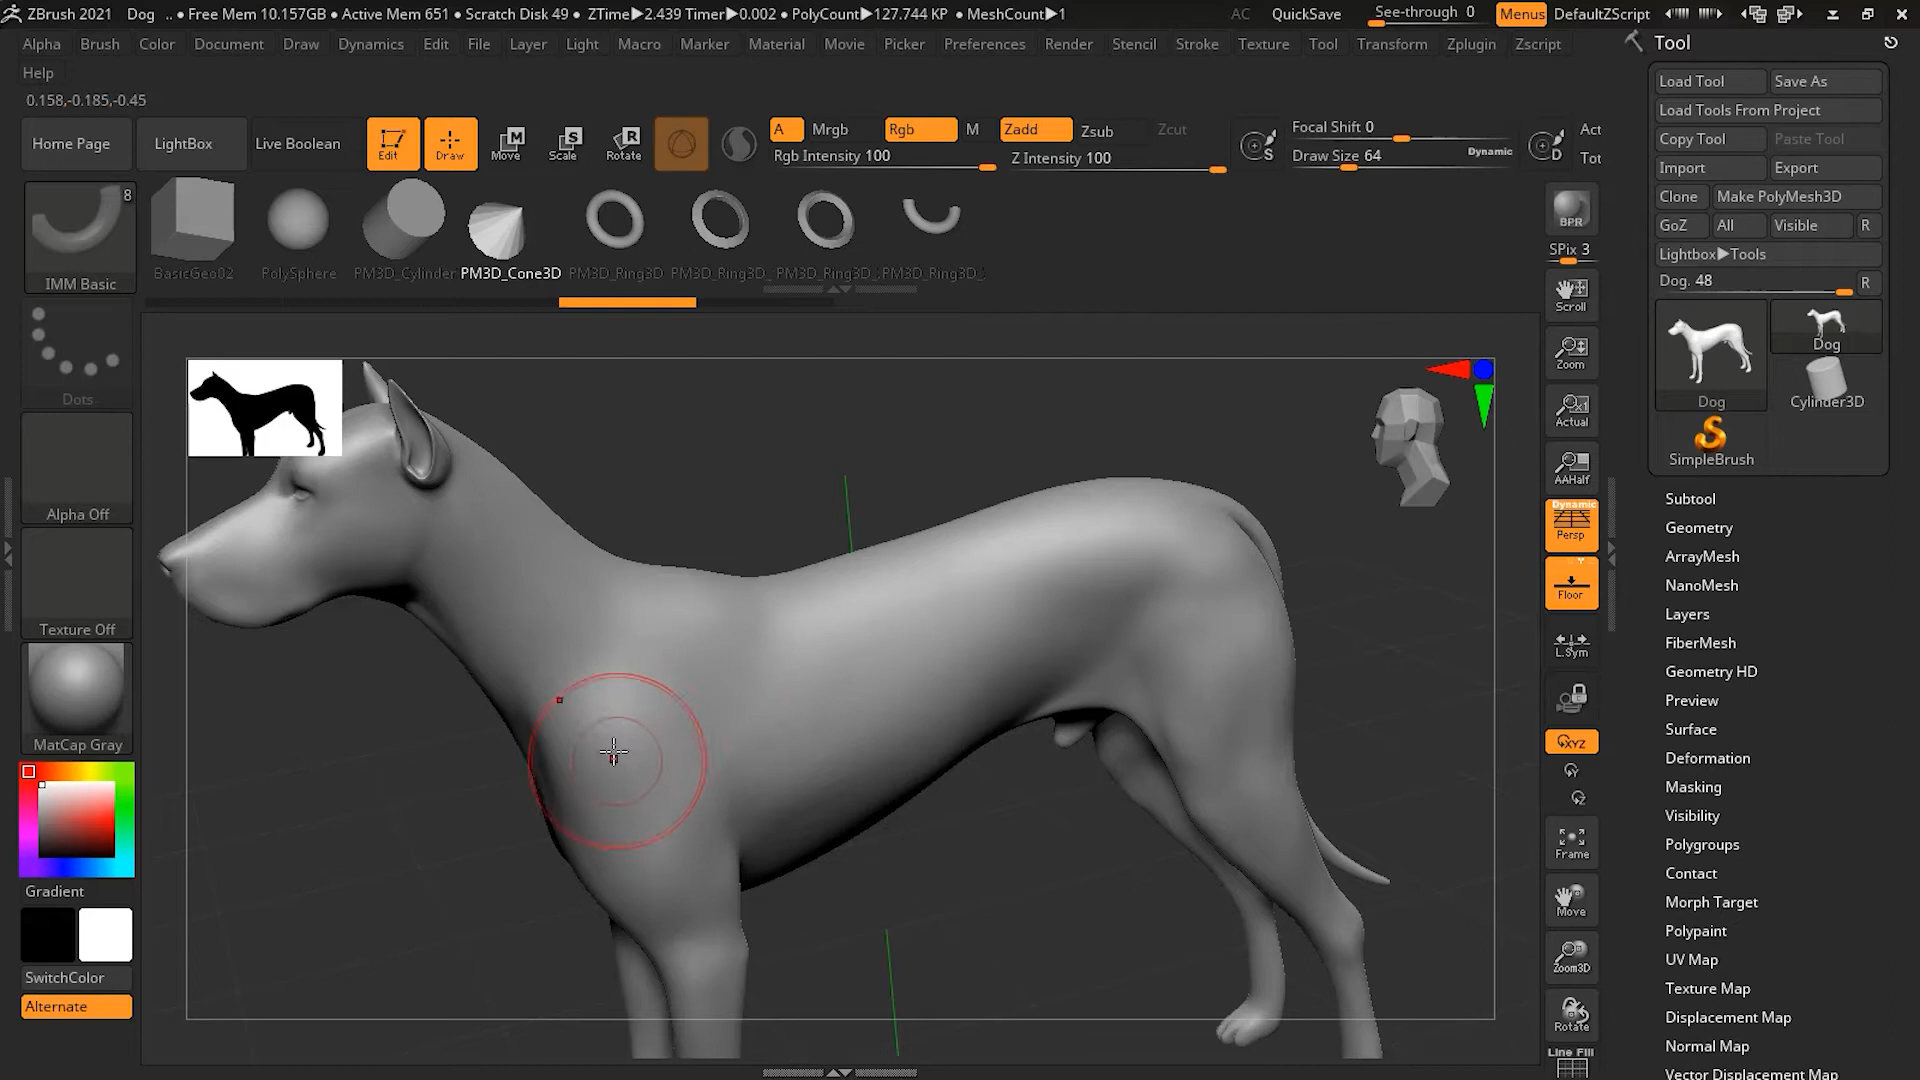 ZBrush 2021 Dog .. ● Free Mem 10.157GB ● Active Mem 651 ● Scratch Disk 49 ● ZTime▶2.439 Timer▶0.002 ● PolyCount▶127.744 KP ● MeshCount▶1 AC QuickSave See-through 0 Menus DefaultZScript
Alpha Brush Color Document Draw Dynamics Edit File Layer Light Macro Marker Material Movie Picker Preferences Render Stencil Stroke Texture Tool Transform Zplugin Zscript
Help
0.158,-0.185,-0.45
Home Page LightBox Live Boolean Edit Draw Move Scale Rotate
M S R
A Mrgb Rgb M Zadd Zsub Zcut
Rgb Intensity 100 Z Intensity 100
S Focal Shift 0 D Act
Draw Size 64 Dynamic Tot
8
IMM Basic
BasicGeo02 PolySphere PM3D_Cylinder PM3D_Cone3D PM3D_Ring3D PM3D_Ring3D_ PM3D_Ring3D_ PM3D_Ring3D_
Dots
Alpha Off
Texture Off
MatCap Gray
Gradient
SwitchColor
Alternate
BPR
SPix 3
Scroll
Zoom
Actual
AAHalf
Dynamic
Persp
Floor
L.Sym
XYZ
Y
Z
Frame
Move
Zoom3D
Rotate
Line Fill
Tool
Load Tool Save As
Load Tools From Project
Copy Tool Paste Tool
Import Export
Clone Make PolyMesh3D
GoZ All Visible R
Lightbox▶Tools
Dog. 48 R
Dog
Dog Cylinder3D
SimpleBrush
Subtool
Geometry
ArrayMesh
NanoMesh
Layers
FiberMesh
Geometry HD
Preview
Surface
Deformation
Masking
Visibility
Polygroups
Contact
Morph Target
Polypaint
UV Map
Texture Map
Displacement Map
Normal Map
Vector Displacement Map